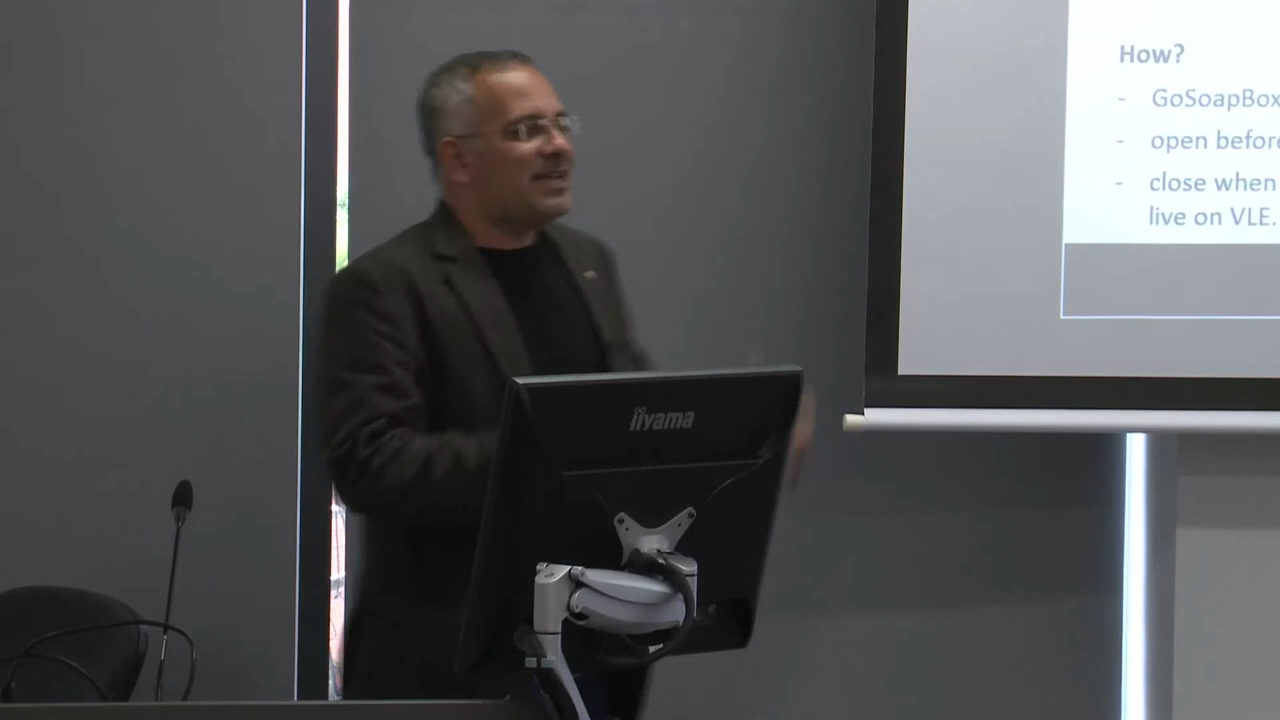 How?
- GoSoapBox
- open before
- close when
live on VLE.
iiyama